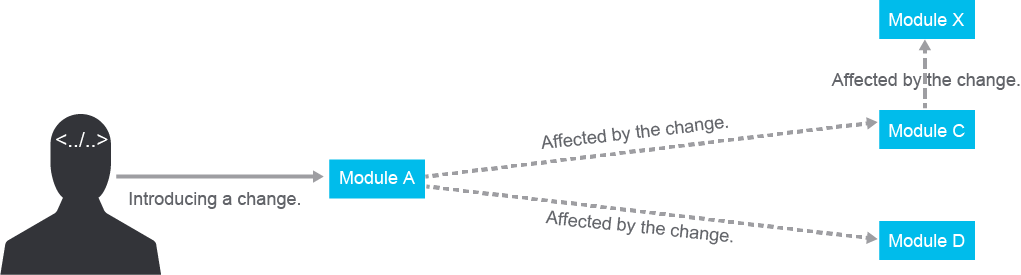 Module X
Affected by the change.
<../..>
Affected by the change.
Module C
Module A
Introducing a change.
Affected by the change.
Module D